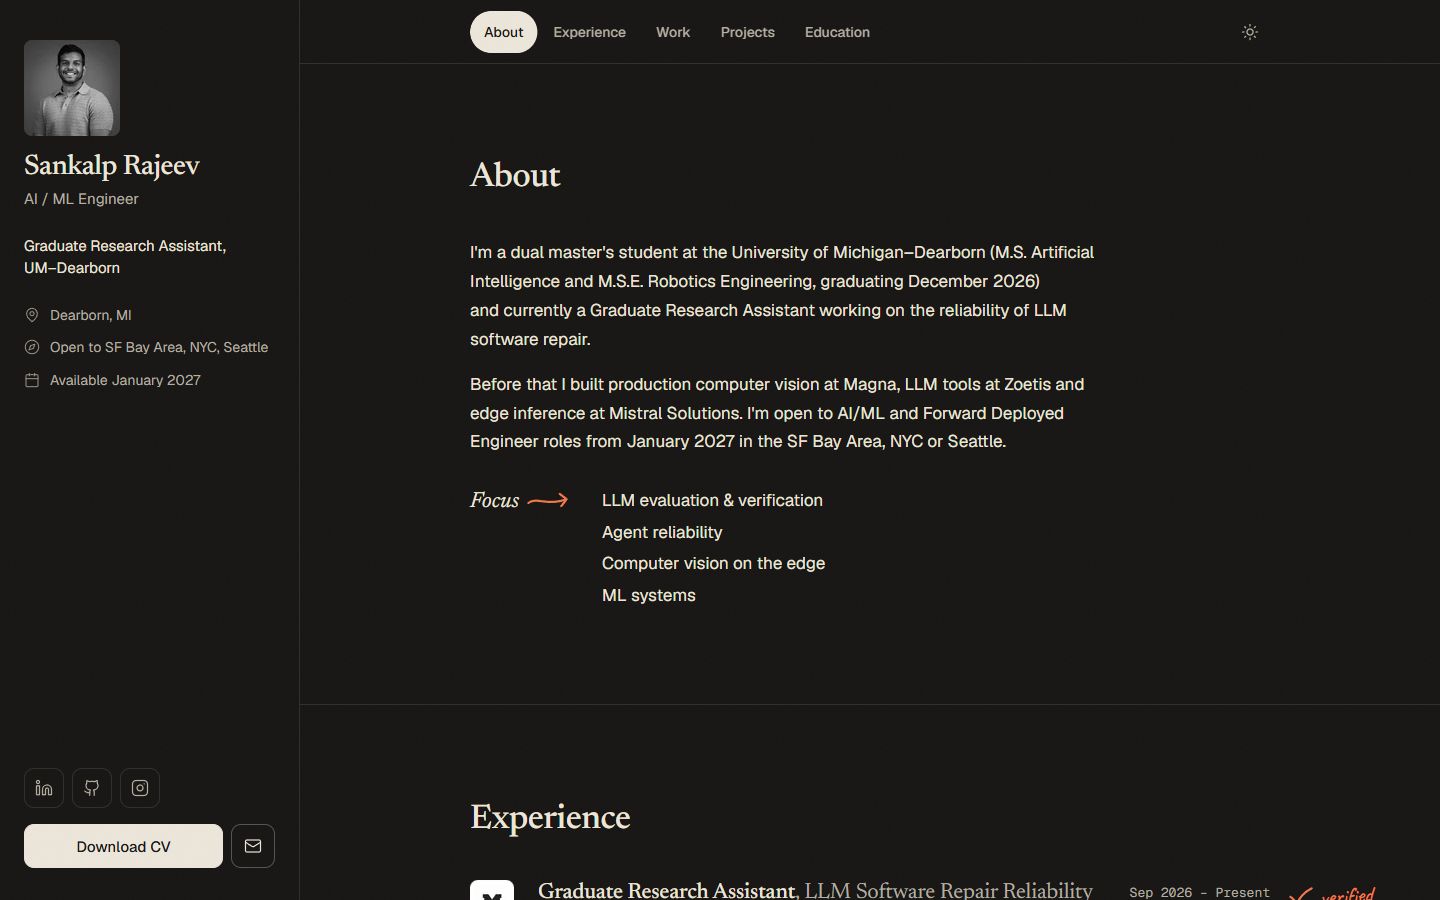 Sankalp Rajeev
AI / ML Engineer
Graduate Research Assistant,
UM–Dearborn
Dearborn, MI
Open to SF Bay Area, NYC, Seattle
Available January 2027
Download CV
About
Experience
Work
Projects
Education
About
I'm a dual master's student at the University of Michigan–Dearborn (M.S. Artificial
Intelligence and M.S.E. Robotics Engineering, graduating December 2026)
and currently a Graduate Research Assistant working on the reliability of LLM
software repair.
Before that I built production computer vision at Magna, LLM tools at Zoetis and
edge inference at Mistral Solutions. I'm open to AI/ML and Forward Deployed
Engineer roles from January 2027 in the SF Bay Area, NYC or Seattle.
Focus
LLM evaluation & verification
Agent reliability
Computer vision on the edge
ML systems
Experience
Graduate Research Assistant, LLM Software Repair Reliability
Sep 2026 – Present
verified